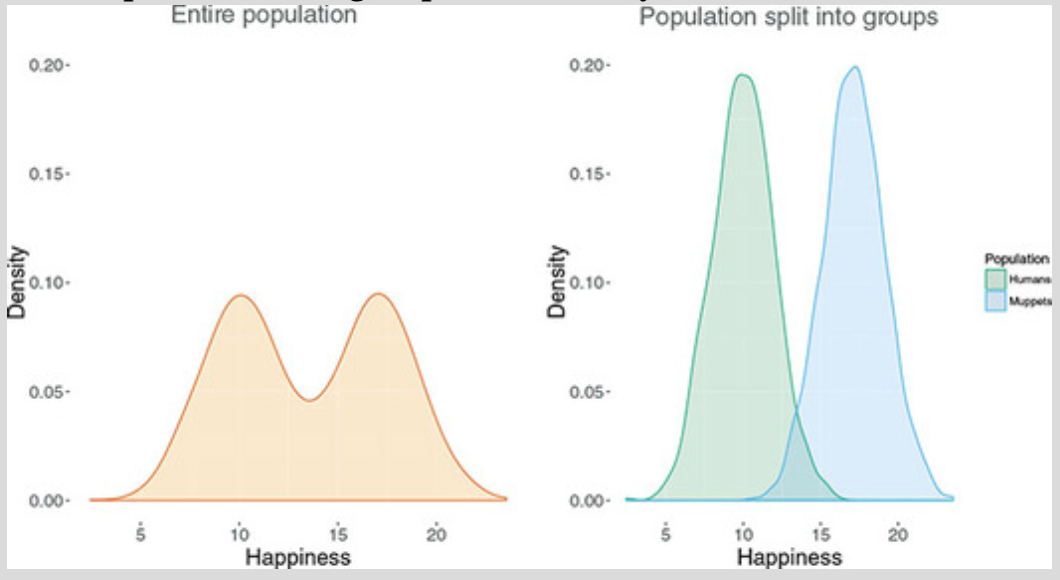 Entire population
0.20-
0.15-
0.10-
0.05-
0.00-
Density
5 10 15 20
Happiness
Population split into groups
0.20-
0.15-
0.10-
0.05-
0.00-
Density
5 10 15 20
Happiness
Population
Humans
Muppets